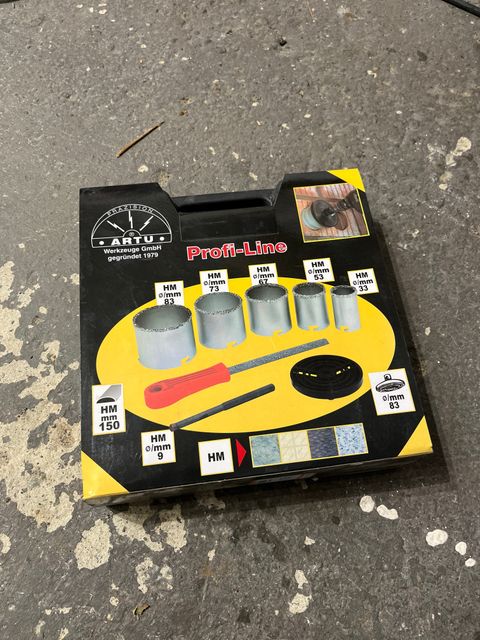 PRÄZISION
ARTU
®
Werkzeuge GmbH
gegründet 1979
Profi-Line
HM
ø/mm
83
HM
ø/mm
73
HM
ø/mm
67
HM
ø/mm
53
HM
ø/mm
33
HM
mm
150
HM
ø/mm
9
HM
ø/mm
83